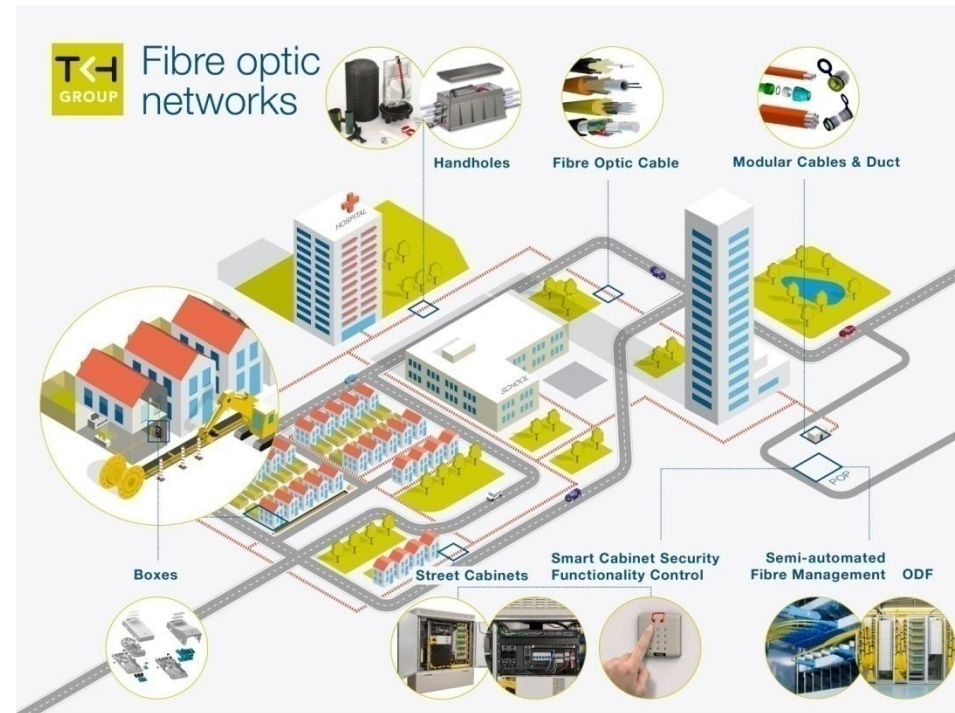 TKH
GROUP
Fibre optic
networks
Handholes
Fibre Optic Cable
Modular Cables & Duct
HOSPITAL
SCHOOL
POP
Boxes
Street Cabinets
Smart Cabinet Security
Functionality Control
Semi-automated
Fibre Management
ODF